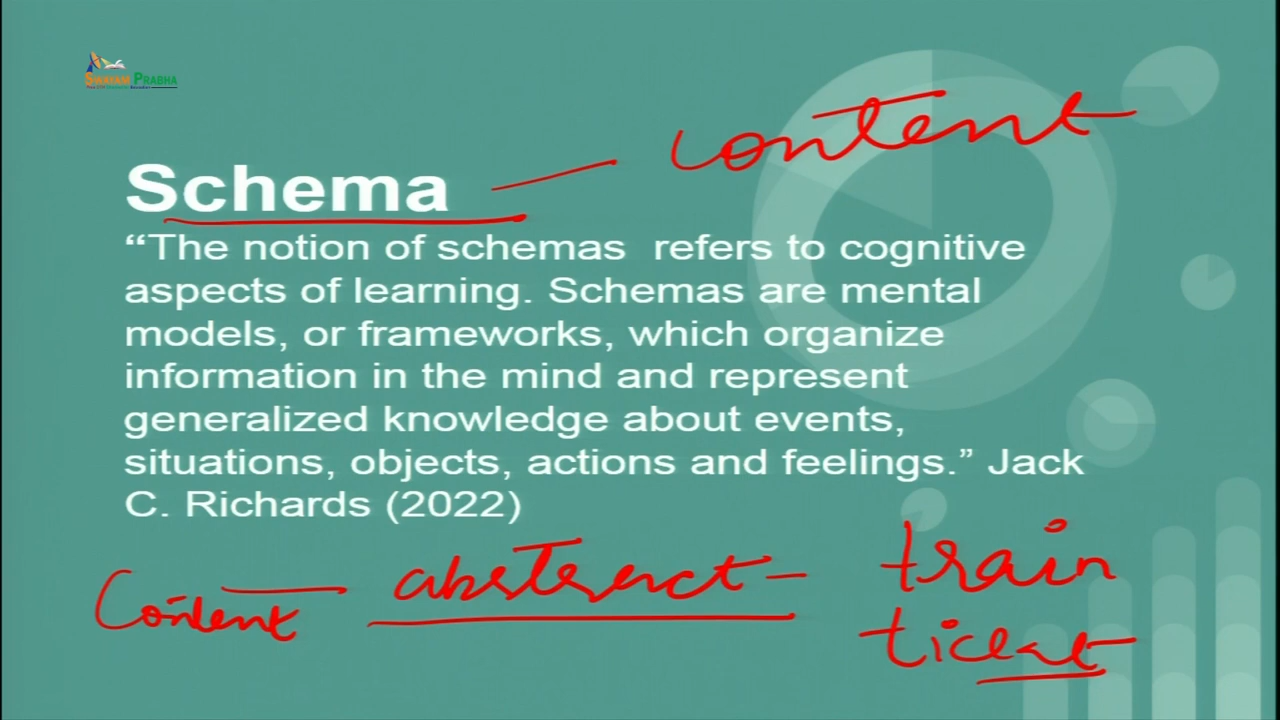 SWAYAM PRABHA
content
Schema
“The notion of schemas refers to cognitive
aspects of learning. Schemas are mental
models, or frameworks, which organize
information in the mind and represent
generalized knowledge about events,
situations, objects, actions and feelings.” Jack
C. Richards (2022)
Content abstract train
ticket